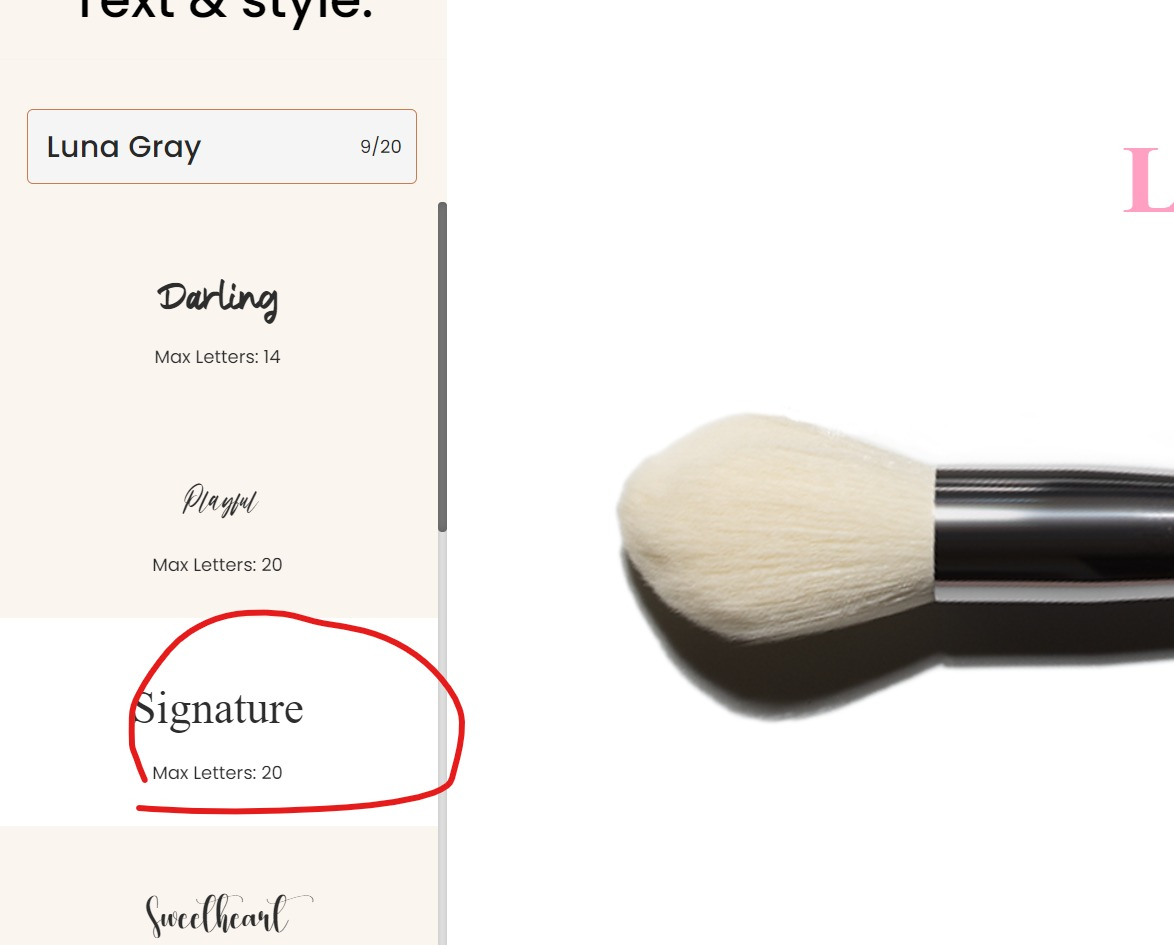 Text & style.
Luna Gray 9/20
Darling
Max Letters: 14
Playful
Max Letters: 20
Signature
Max Letters: 20
Sweetheart
L